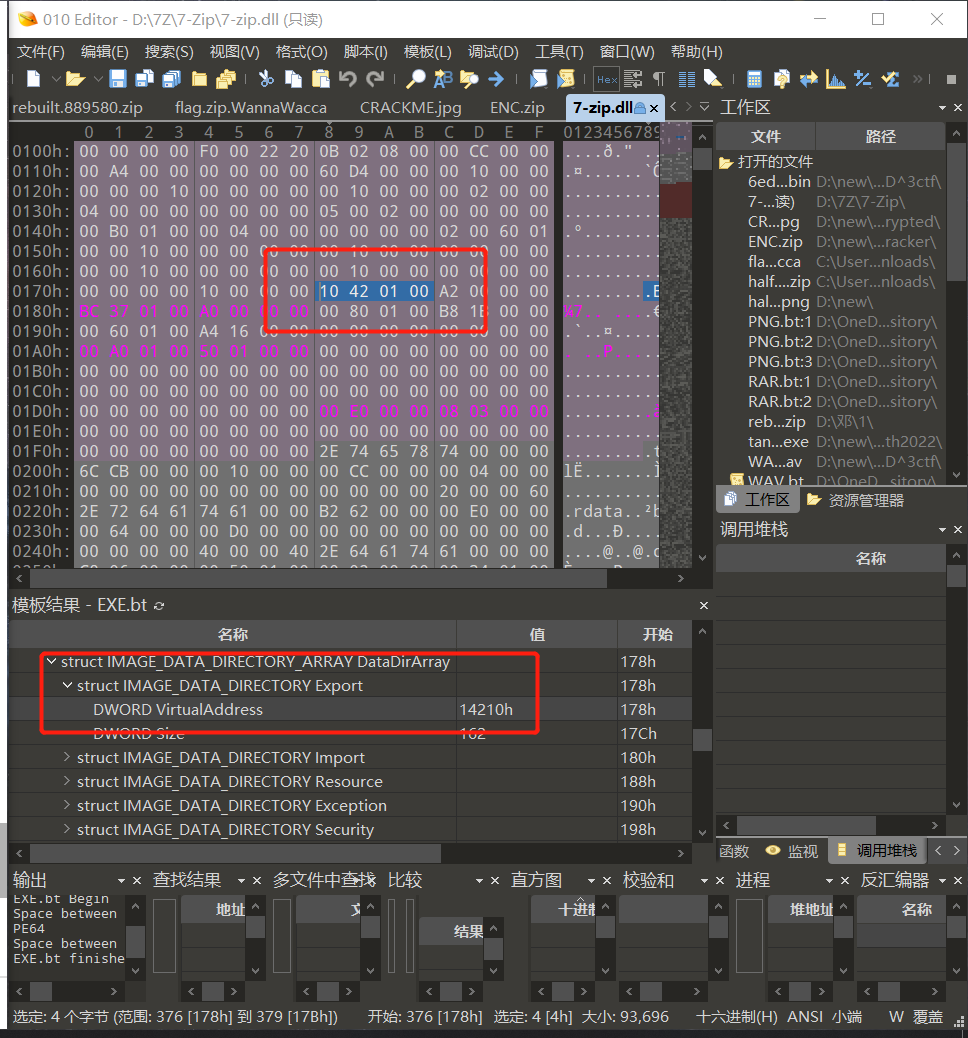 010 Editor - D:\7Z\7-Zip\7-zip.dll (只读)
文件(F) 编辑(E) 搜索(S) 视图(V) 格式(O) 脚本(I) 模板(L) 调试(D) 工具(T) 窗口(W) 帮助(H)
Hex
rebuilt.889580.zip flag.zip.WannaWacca CRACKME.jpg ENC.zip 7-zip.dll
0 1 2 3 4 5 6 7 8 9 A B C D E F 0123456789
0100h: 00 00 00 00 F0 00 22 20 0B 02 08 00 00 CC 00 00 ....ð."
0110h: 00 A4 00 00 00 00 00 00 60 D4 00 00 00 10 00 00
0120h: 00 00 00 10 00 00 00 00 00 10 00 00 00 02 00 00
0130h: 04 00 00 00 00 00 00 00 05 00 02 00 00 00 00 00
0140h: 00 B0 01 00 00 04 00 00 00 00 00 00 02 00 60 01
0150h: 00 00 10 00 00 00 00 00 00 10 00 00 00 00 00 00
0160h: 00 00 10 00 00 00 00 00 00 10 00 00 00 00 00 00
0170h: 00 00 00 00 10 00 00 00 10 42 01 00 A2 00 00 00
0180h: BC 37 01 00 A0 00 00 00 00 80 01 00 B8 1B 00 00
0190h: 00 60 01 00 A4 16 00 00 00 00 00 00 00 00 00 00
01A0h: 00 A0 01 00 50 01 00 00 00 00 00 00 00 00 00 00
01B0h: 00 00 00 00 00 00 00 00 00 00 00 00 00 00 00 00
01C0h: 00 00 00 00 00 00 00 00 00 00 00 00 00 00 00 00
01D0h: 00 00 00 00 00 00 00 00 00 E0 00 00 08 03 00 00
01E0h: 00 00 00 00 00 00 00 00 00 00 00 00 00 00 00 00
01F0h: 00 00 00 00 00 00 00 00 2E 74 65 78 74 00 00 00
0200h: 6C CB 00 00 00 10 00 00 00 CC 00 00 00 04 00 00
0210h: 00 00 00 00 00 00 00 00 00 00 00 00 20 00 00 60
0220h: 2E 72 64 61 74 61 00 00 B2 62 00 00 00 E0 00 00 .rdata..²b
0230h: 00 64 00 00 00 D0 00 00 00 00 00 00 00 00 00 00 .d...Ð....
0240h: 00 00 00 00 40 00 00 40 2E 64 61 74 61 00 00 00 ....@..@.d
工作区
文件 路径
打开的文件
6ed...bin D:\new\...D^3ctf\
7-...读) D:\7Z\7-Zip\
CR...pg D:\new\...rypted\
ENC.zip D:\new\...racker\
fla...cca C:\User...nloads\
half....zip C:\User...nloads\
hal...png D:\new\
PNG.bt:1 D:\OneD...sitory\
PNG.bt:2 D:\OneD...sitory\
PNG.bt:3 D:\OneD...sitory\
RAR.bt:1 D:\OneD...sitory\
RAR.bt:2 D:\OneD...sitory\
reb...zip D:\邓\1\
tan...exe D:\new\...th2022\
WA...av D:\new\...D^3ctf\
WAV.bt D:\OneD...sitory\
工作区 资源管理器
调用堆栈
名称
模板结果 - EXE.bt
名称 值 开始
struct IMAGE_DATA_DIRECTORY_ARRAY DataDirArray 178h
struct IMAGE_DATA_DIRECTORY Export 178h
DWORD VirtualAddress 14210h 178h
DWORD Size 162 17Ch
struct IMAGE_DATA_DIRECTORY Import 180h
struct IMAGE_DATA_DIRECTORY Resource 188h
struct IMAGE_DATA_DIRECTORY Exception 190h
struct IMAGE_DATA_DIRECTORY Security 198h
函数 监视 调用堆栈
输出 查找结果 多文件中查找 比较 直方图 校验和 进程 反汇编器
EXE.bt Begin
Space between
PE64
Space between
EXE.bt finishe
地址 文 结果 十进制 堆地址 名称
选定: 4 个字节 (范围: 376 [178h] 到 379 [17Bh]) 开始: 376 [178h] 选定: 4 [4h] 大小: 93,696 十六进制(H) ANSI 小端 W 覆盖